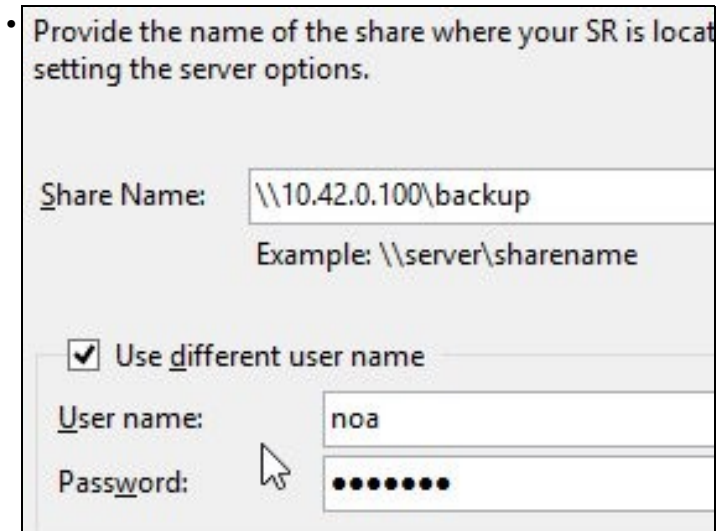 Provide the name of the share where your SR is locat
setting the server options.
Share Name: \\10.42.0.100\backup
Example: \\server\sharename
Use different user name
User name: noa
Password: •••••••